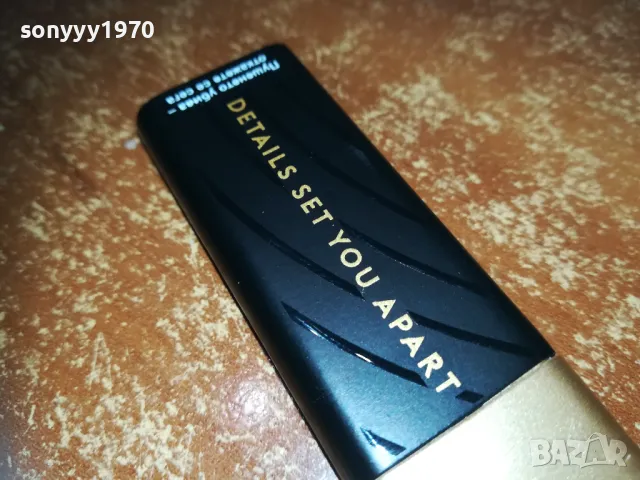 sonyyy1970
Пушенето убива –
откажете се сега
DETAILS SET YOU APART
BAZAR